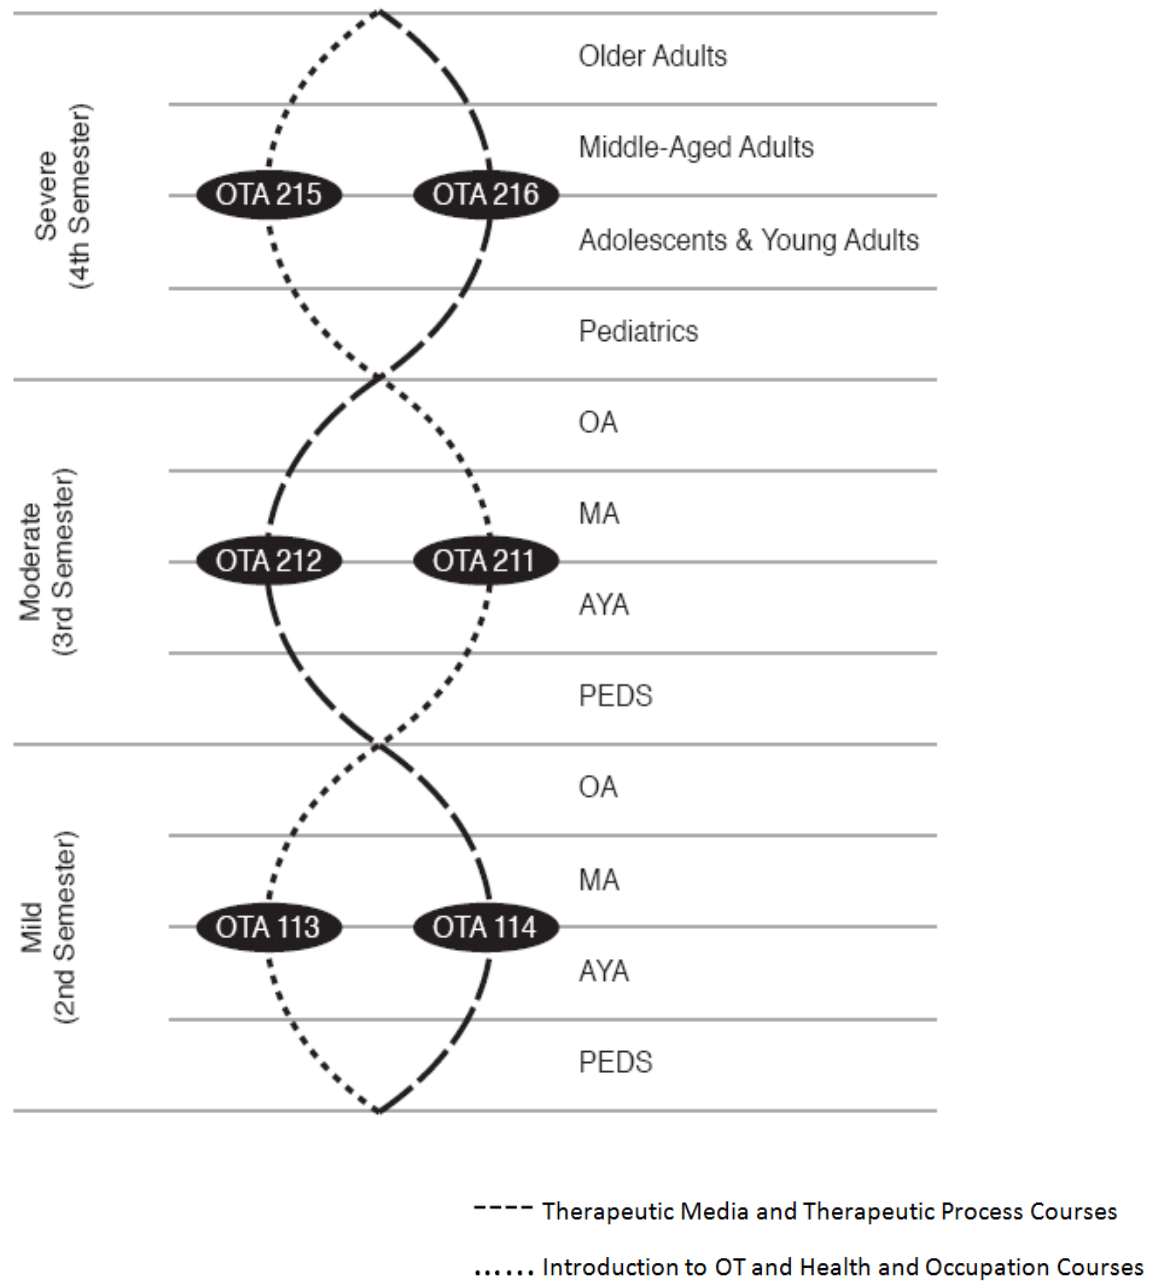 Older Adults
Middle-Aged Adults
Severe
(4th Semester)
OTA 215
OTA 216
Adolescents & Young Adults
Pediatrics
OA
MA
Moderate
(3rd Semester)
OTA 212
OTA 211
AYA
PEDS
OA
MA
Mild
(2nd Semester)
OTA 113
OTA 114
AYA
PEDS
---- Therapeutic Media and Therapeutic Process Courses
...... Introduction to OT and Health and Occupation Courses